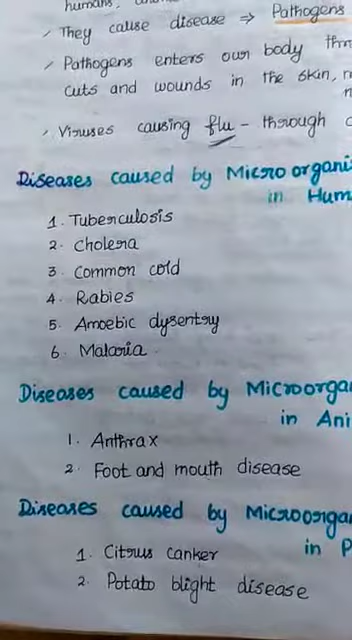 humans,
✓ They cause disease ⇒ Pathogens
✓ Pathogens enters our body
cuts and wounds in the skin,
✓ Viruses causing flu - through
Diseases caused by Micro organi
in Hum
1. Tuberculosis
2. Cholera
3. Common cold
4. Rabies
5. Amoebic dysentry
6. Malaria.
Diseases caused by Microorga
in Ani
1. Anthrax
2. Foot and mouth disease
Diseases caused by Microorga
in P
1. Citrus canker
2. Potato blight disease